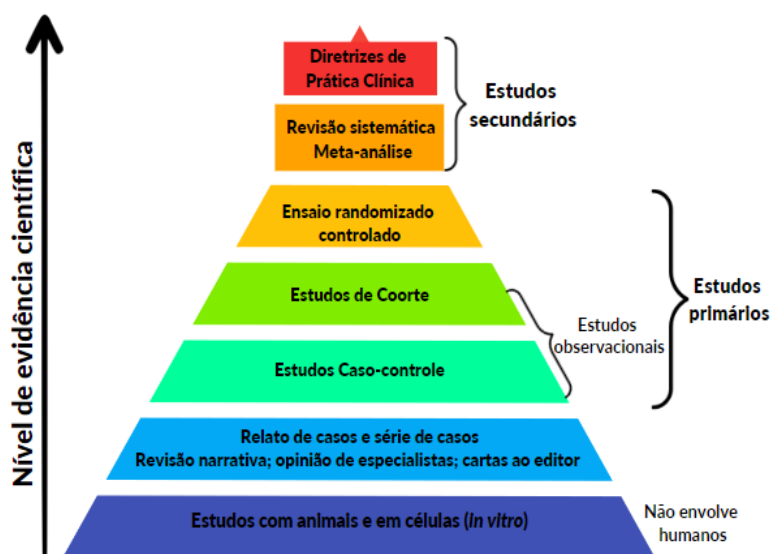 Nível de evidência científica
Diretrizes de
Prática Clínica
Revisão sistemática
Meta-análise
Estudos
secundários
Ensaio randomizado
controlado
Estudos de Coorte
Estudos Caso-controle
Estudos
observacionais
Estudos
primários
Relato de casos e série de casos
Revisão narrativa; opinião de especialistas; cartas ao editor
Estudos com animais e em células (In vitro)
Não envolve
humanos